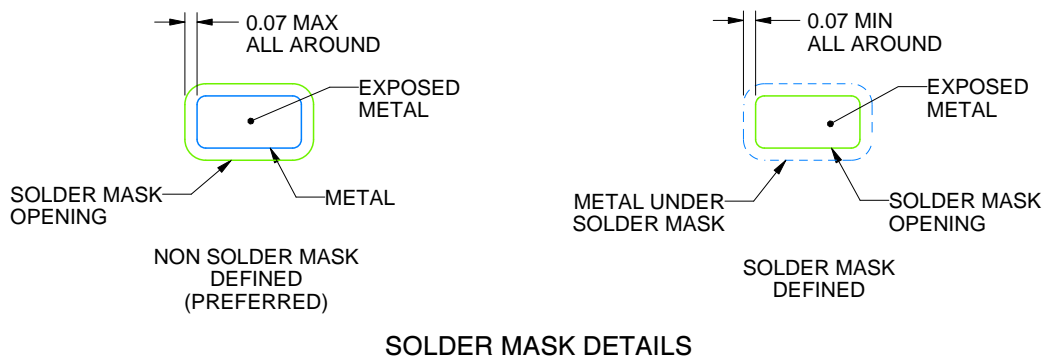 0.07 MAX
ALL AROUND
EXPOSED
METAL
SOLDER MASK
OPENING
METAL
NON SOLDER MASK
DEFINED
(PREFERRED)
0.07 MIN
ALL AROUND
EXPOSED
METAL
METAL UNDER
SOLDER MASK
SOLDER MASK
OPENING
SOLDER MASK
DEFINED
SOLDER MASK DETAILS